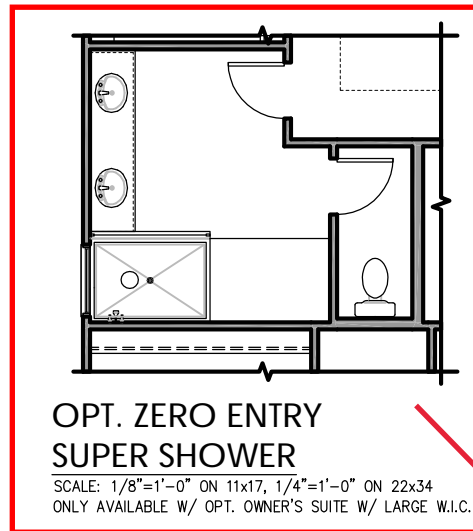 OPT. ZERO ENTRY
SUPER SHOWER
SCALE: 1/8"=1'-0" ON 11x17, 1/4"=1'-0" ON 22x34
ONLY AVAILABLE W/ OPT. OWNER'S SUITE W/ LARGE W.I.C.